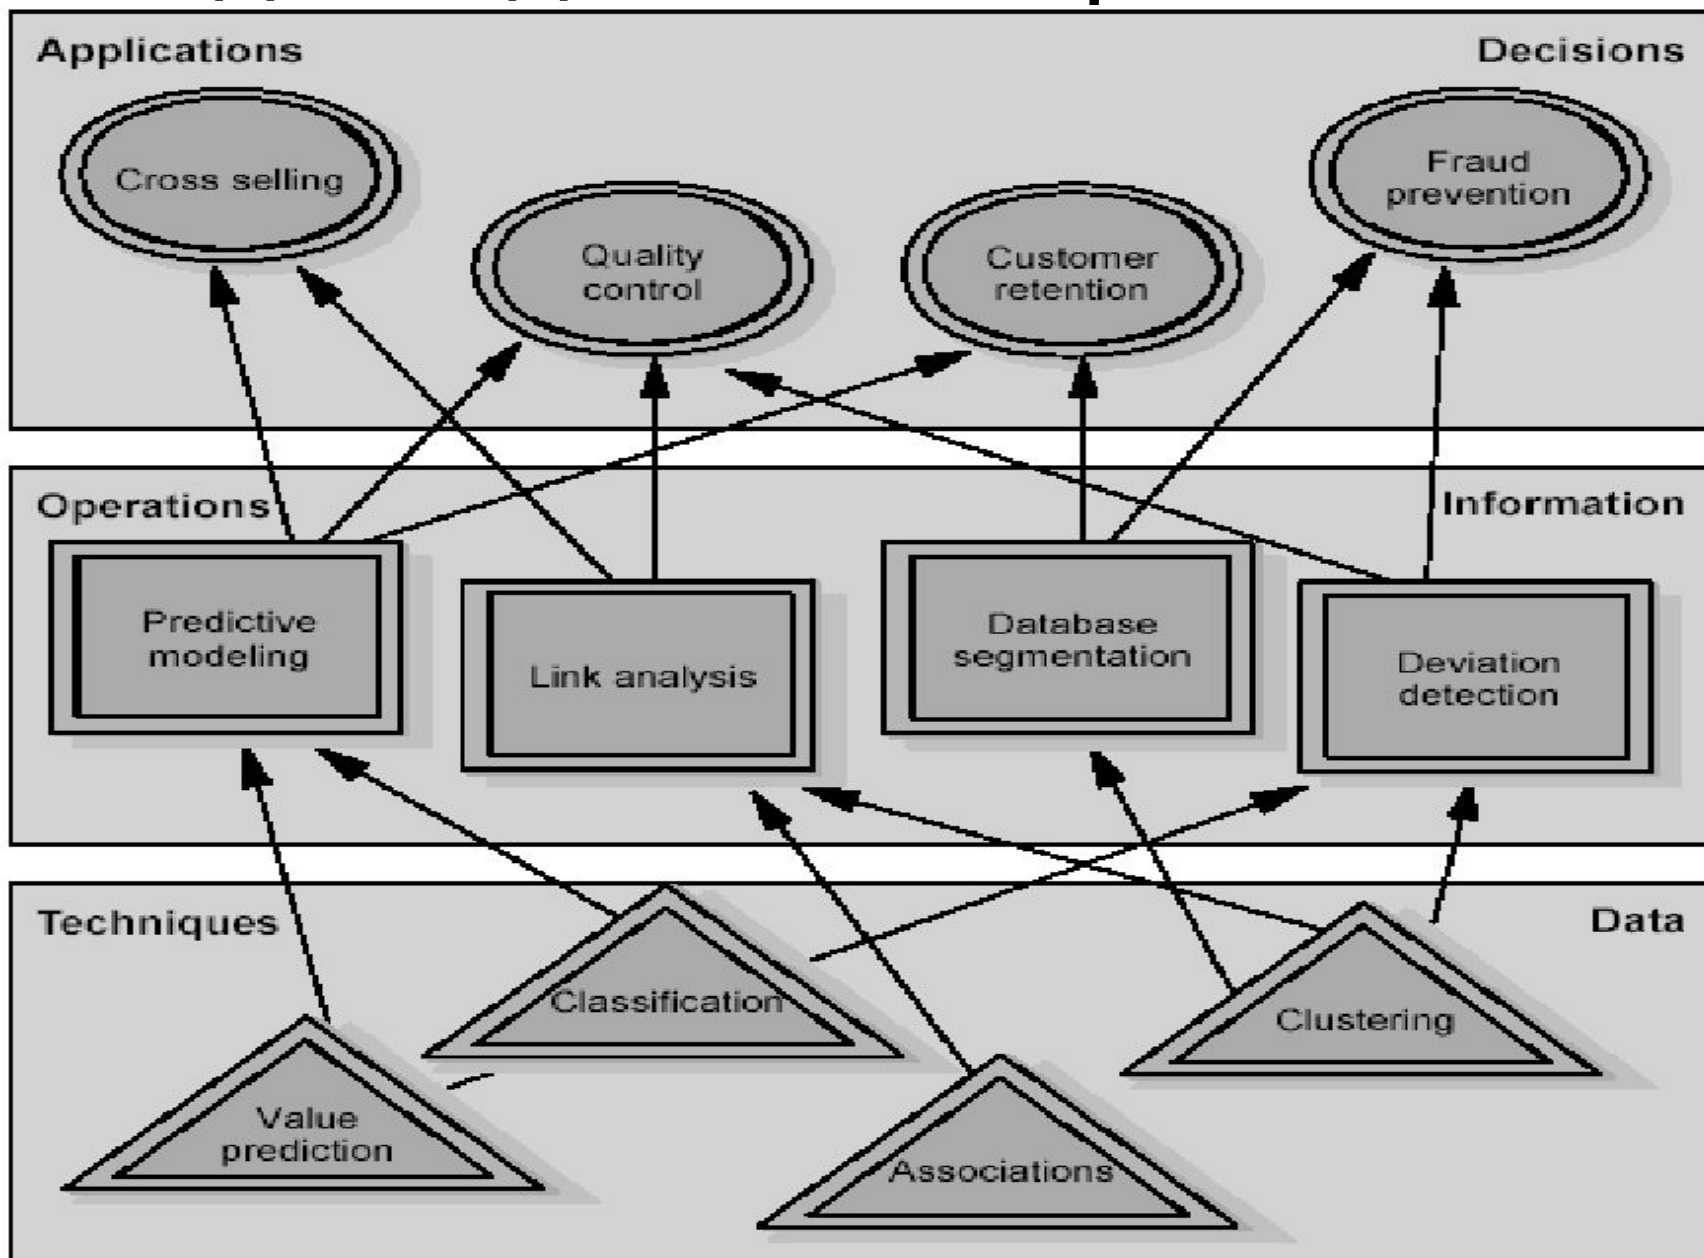 Applications
Decisions
Cross selling
Fraud
prevention
Quality
control
Customer
retention
Operations
Information
Predictive
modeling
Link analysis
Database
segmentation
Deviation
detection
Techniques
Data
Classification
Clustering
Value
prediction
Associations